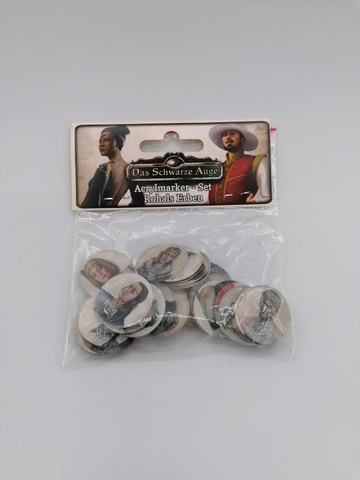 Das Schwarze Auge
Acrylmarker - Set
Rohals Erben